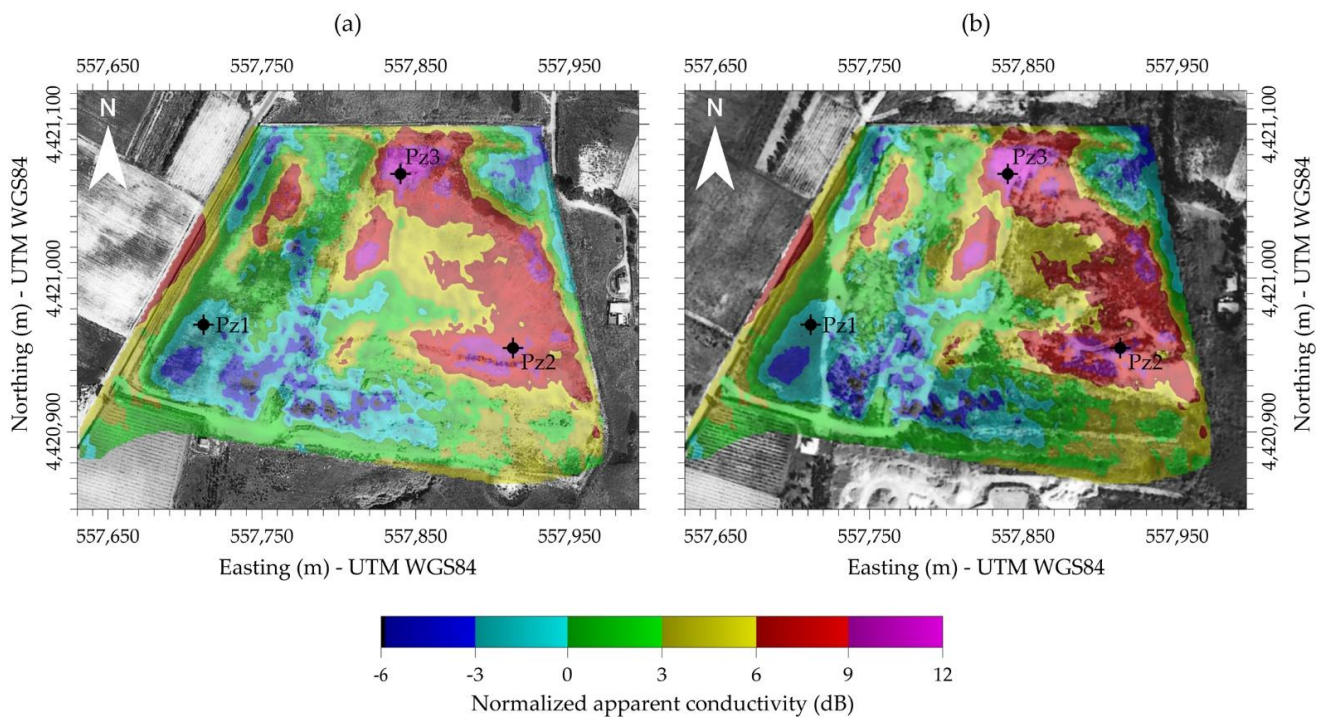 (a) (b)
557,650 557,750 557,850 557,950 557,650 557,750 557,850 557,950
N N
4,421,100 4,421,100
Pz3 Pz3
Northing (m) - UTM WGS84 4,421,000 4,421,000 Northing (m) - UTM WGS84
Pz1 Pz1
Pz2 Pz2
4,420,900 4,420,900
557,650 557,750 557,850 557,950 557,650 557,750 557,850 557,950
Easting (m) - UTM WGS84 Easting (m) - UTM WGS84
-6 -3 0 3 6 9 12
Normalized apparent conductivity (dB)